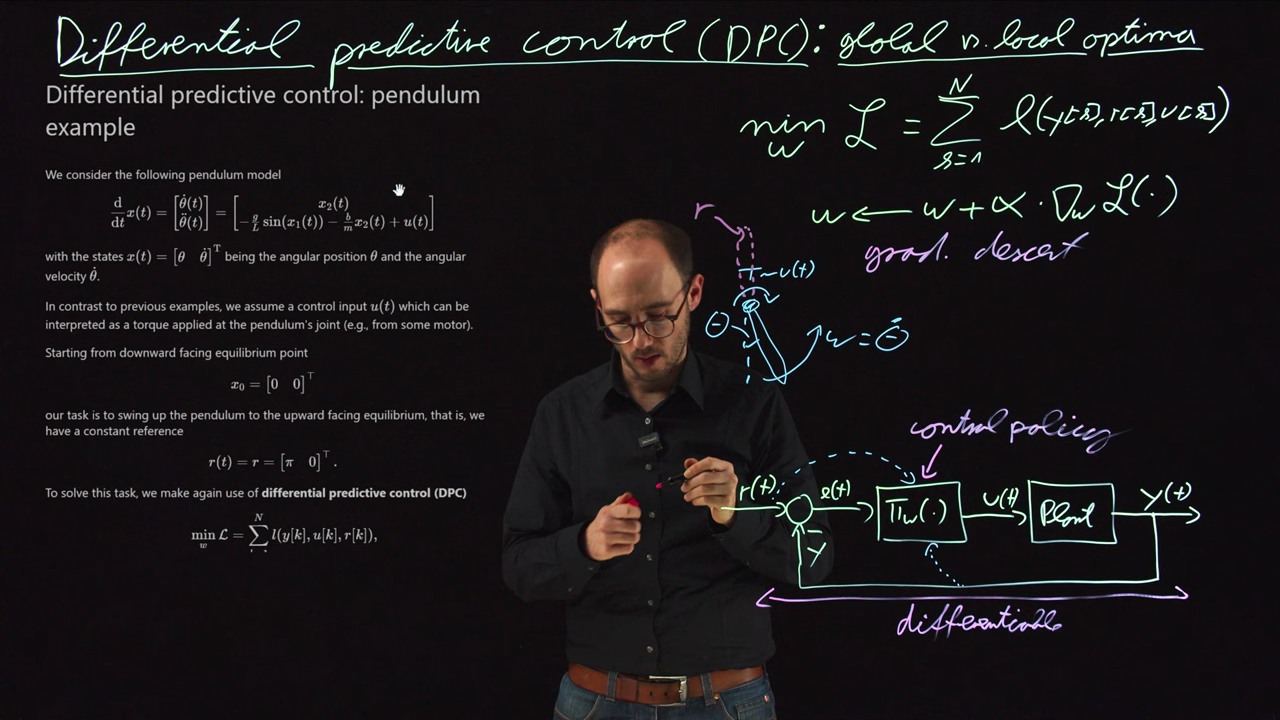 Differential predictive control (DPC): global vs. local optima
Differential predictive control: pendulum
example
We consider the following pendulum model
d/dt x(t) = [θ̇(t) θ̈(t)] = [x₂(t) -g/L sin(x₁(t)) - b/m x₂(t) + u(t)]
with the states x(t) = [θ θ̇]ᵀ being the angular position θ and the angular
velocity θ̇.
In contrast to previous examples, we assume a control input u(t) which can be
interpreted as a torque applied at the pendulum's joint (e.g., from some motor).
Starting from downward facing equilibrium point
x₀ = [0 0]ᵀ
our task is to swing up the pendulum to the upward facing equilibrium, that is, we
have a constant reference
r(t) = r = [π 0]ᵀ.
To solve this task, we make again use of differential predictive control (DPC)
min_w ℒ = Σ^N l(y[k], u[k], r[k]),
min_w ℒ = Σ_{k=1}^N l(y[k], r[k], u[k])
w ← w + α · ∇_w ℒ(·)
grad. descent
r
T~u(t)
θ
w = θ̇
control policy
r(t)
e(t)
π_w(·)
u(t)
Plant
y(t)
-
y
differentiable